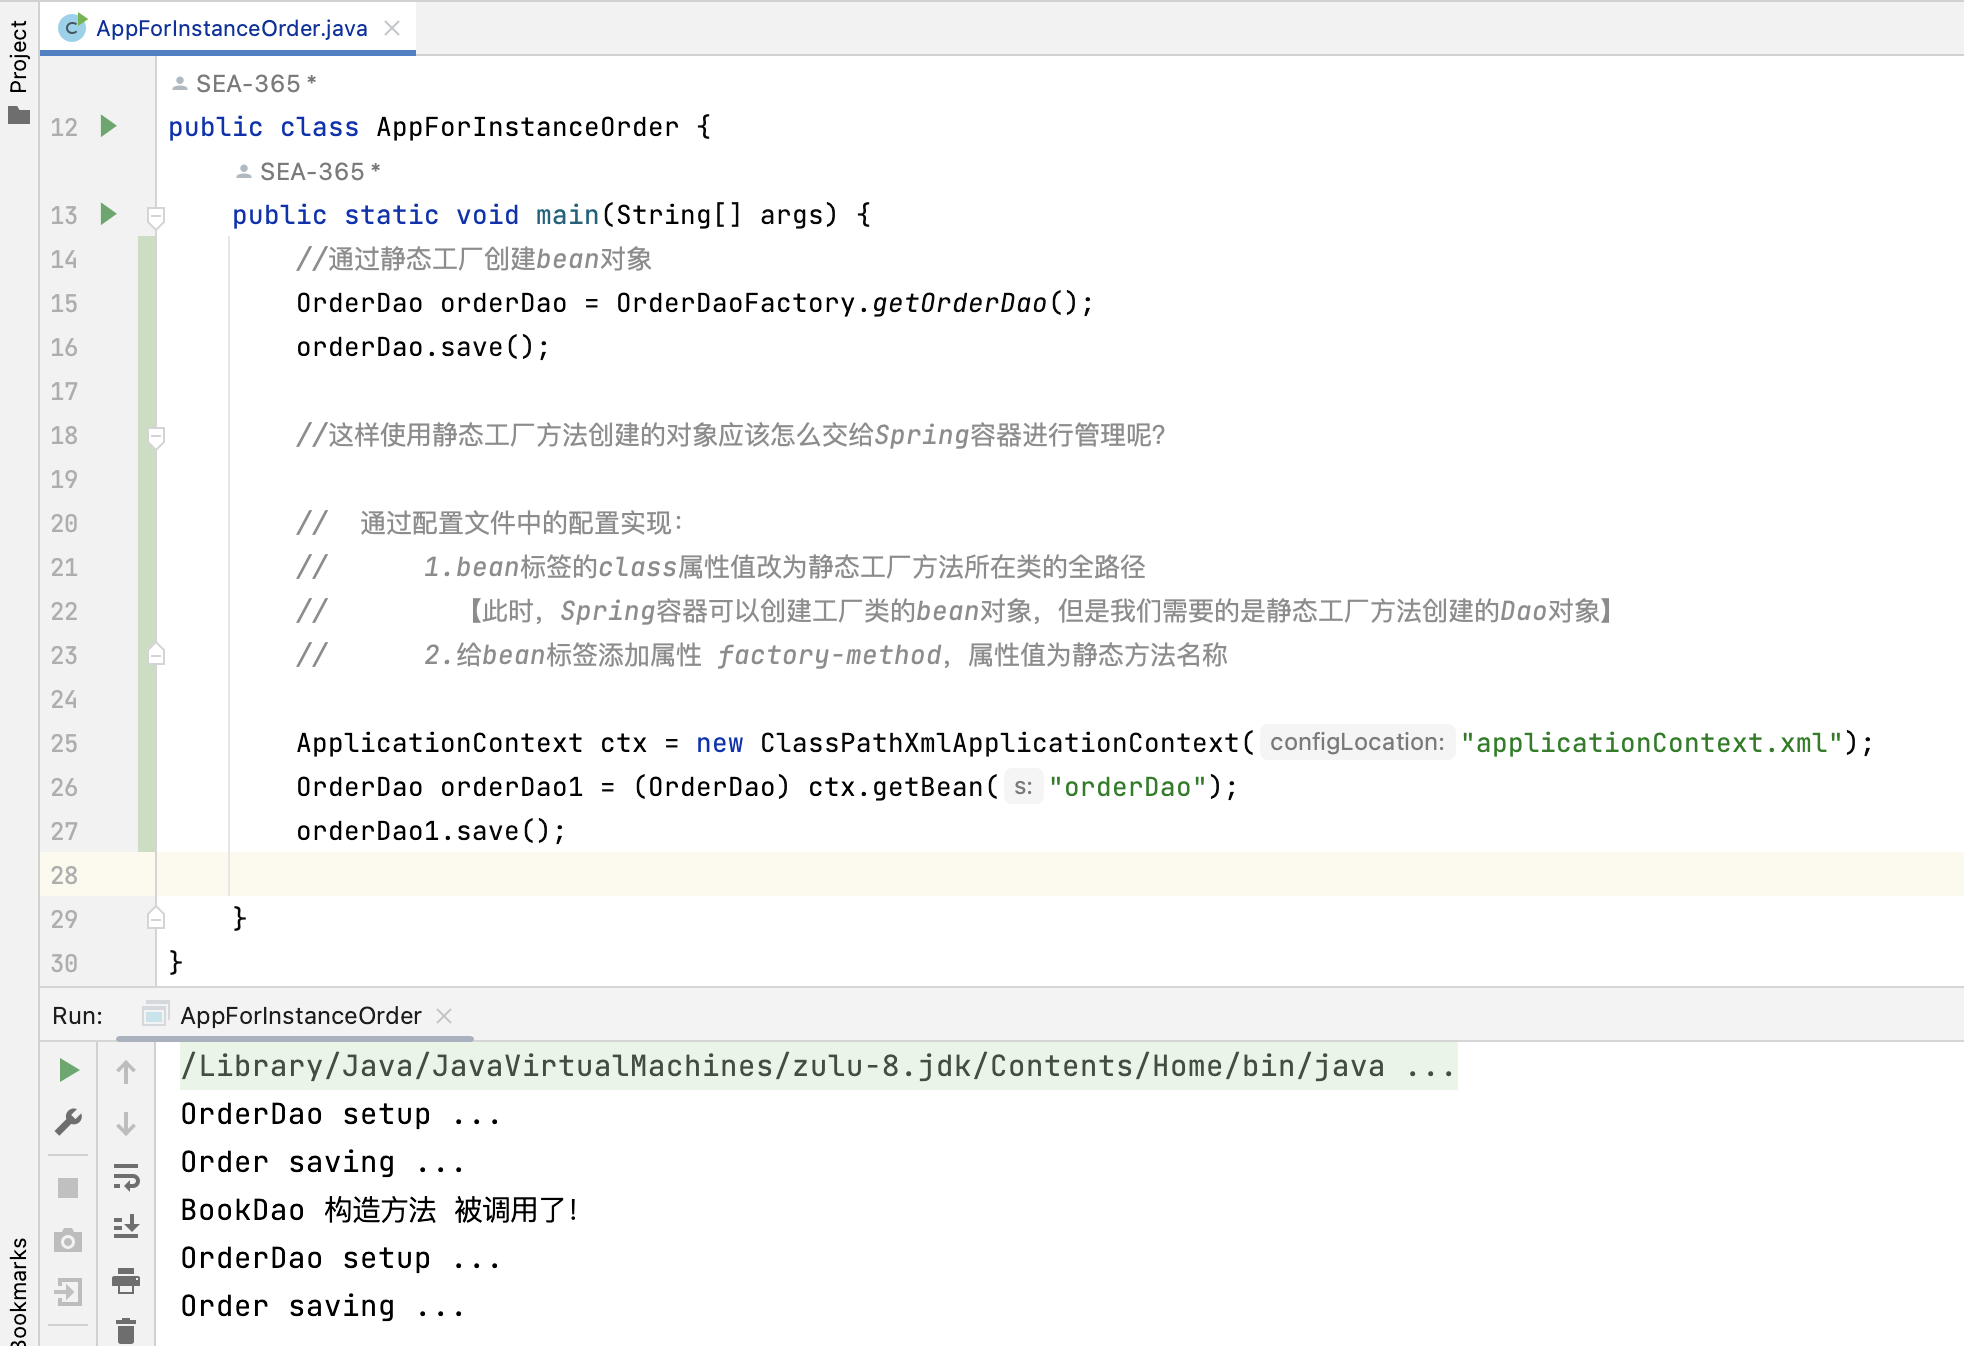 Project
AppForInstanceOrder.java
SEA-365 *
12 public class AppForInstanceOrder {
SEA-365 *
13 public static void main(String[] args) {
14 //通过静态工厂创建bean对象
15 OrderDao orderDao = OrderDaoFactory.getOrderDao();
16 orderDao.save();
17
18 //这样使用静态工厂方法创建的对象应该怎么交给Spring容器进行管理呢?
19
20 // 通过配置文件中的配置实现:
21 // 1.bean标签的class属性值改为静态工厂方法所在类的全路径
22 // 【此时, Spring容器可以创建工厂类的bean对象, 但是我们需要的是静态工厂方法创建的Dao对象】
23 // 2.给bean标签添加属性 factory-method, 属性值为静态方法名称
24
25 ApplicationContext ctx = new ClassPathXmlApplicationContext( configLocation: "applicationContext.xml");
26 OrderDao orderDao1 = (OrderDao) ctx.getBean( s: "orderDao");
27 orderDao1.save();
28
29 }
30 }
Run: AppForInstanceOrder
/Library/Java/JavaVirtualMachines/zulu-8.jdk/Contents/Home/bin/java ...
OrderDao setup ...
Order saving ...
BookDao 构造方法 被调用了!
OrderDao setup ...
Order saving ...
Bookmarks